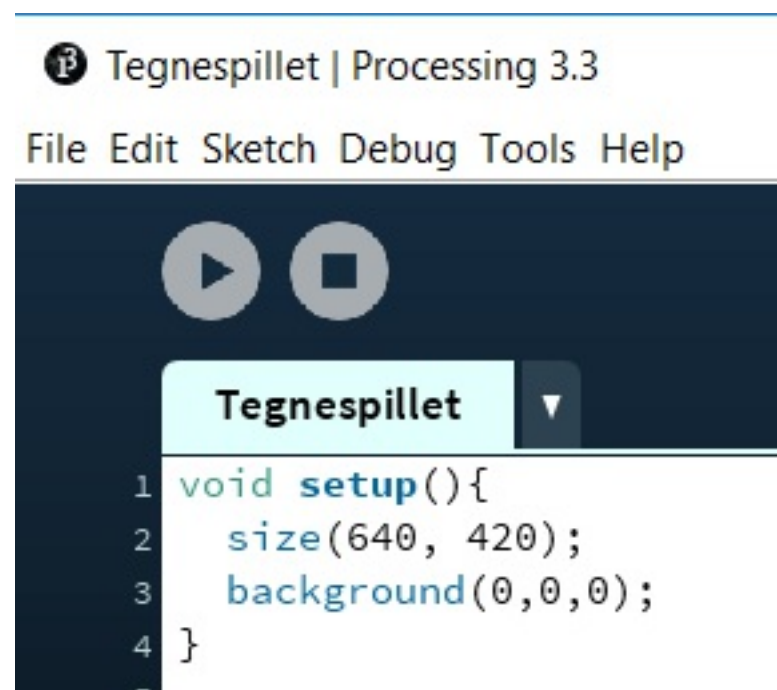 Tegnespillet | Processing 3.3
File Edit Sketch Debug Tools Help
Tegnespillet
1 void setup(){
2 size(640, 420);
3 background(0,0,0);
4 }